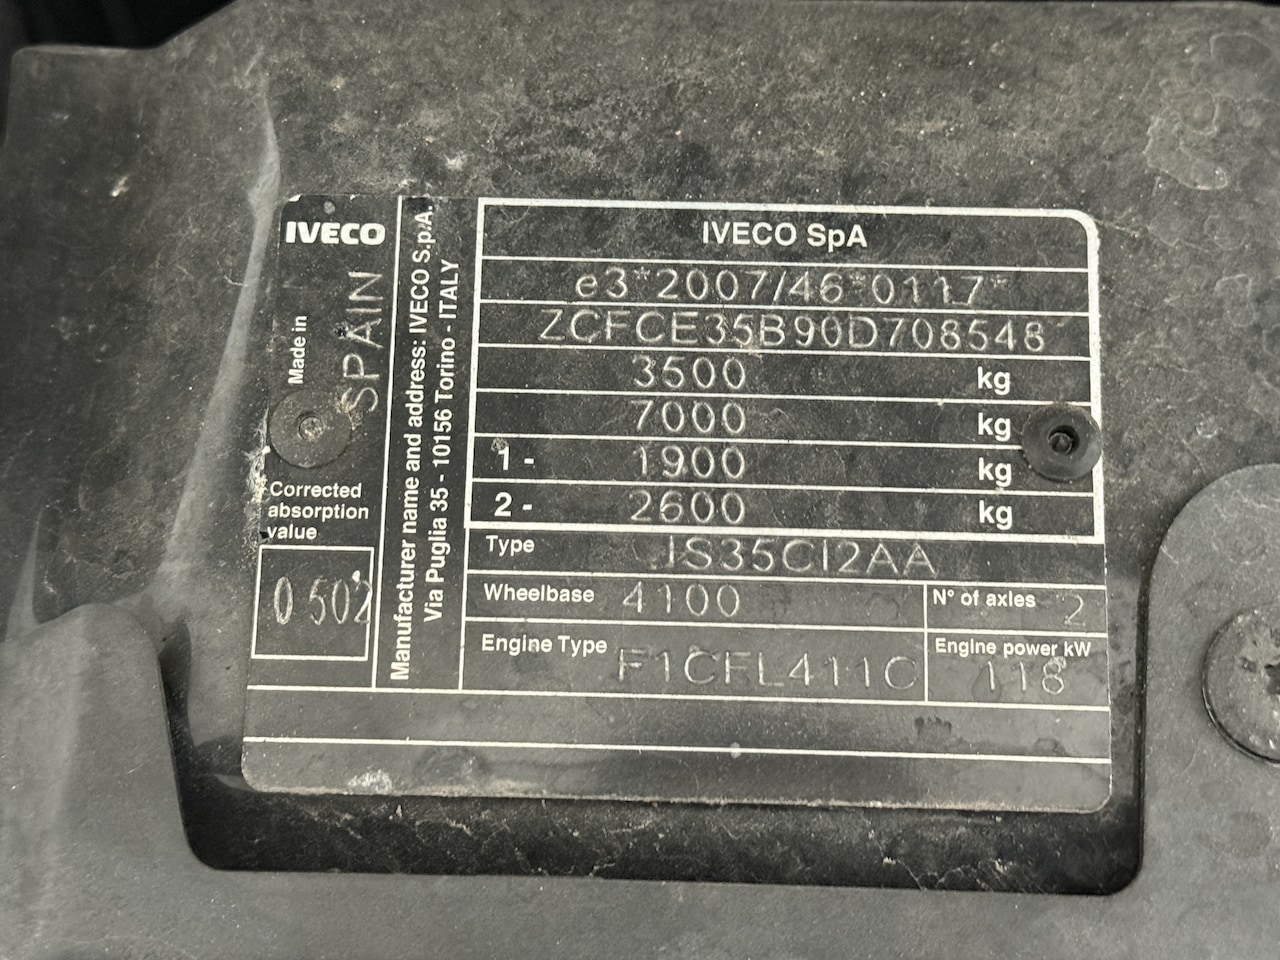 IVECO
Made in
SPAIN
Corrected
absorption
value
0.502
Manufacturer name and address: IVECO S.p.A.
Via Puglia 35 - 10156 Torino - ITALY
IVECO SpA
e3*2007/46*0117*
ZCFCE35B90D708548
3500 kg
7000 kg
1 - 1900 kg
2 - 2600 kg
Type IS35CI2AA
Wheelbase 4100 N° of axles 2
Engine Type F1CFL411C Engine power kW 118